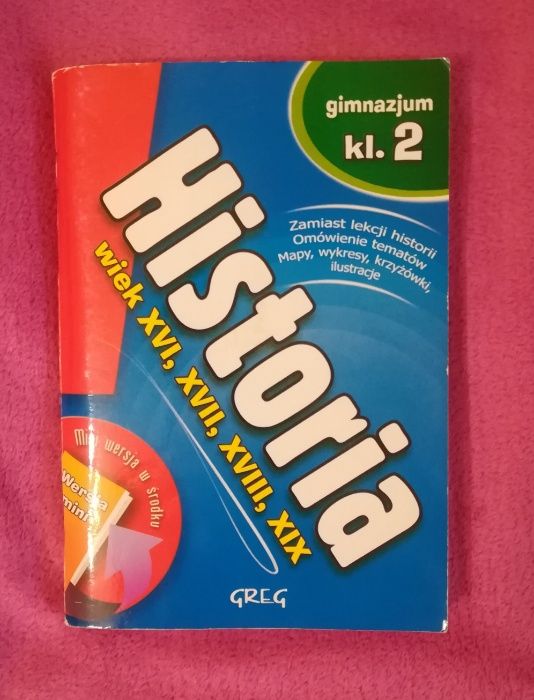 gimnazjum
kl. 2
Zamiast lekcji historii
Omówienie tematów
Mapy, wykresy, krzyżówki,
ilustracje
Historia
wiek XVI, XVII, XVIII, XIX
Mini wersja w środku
Wersja
mini
GREG